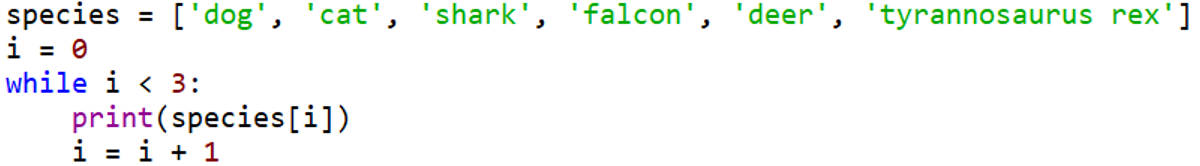 species = ['dog', 'cat', 'shark', 'falcon', 'deer', 'tyrannosaurus rex']
i = 0
while i < 3:
    print(species[i])
    i = i + 1